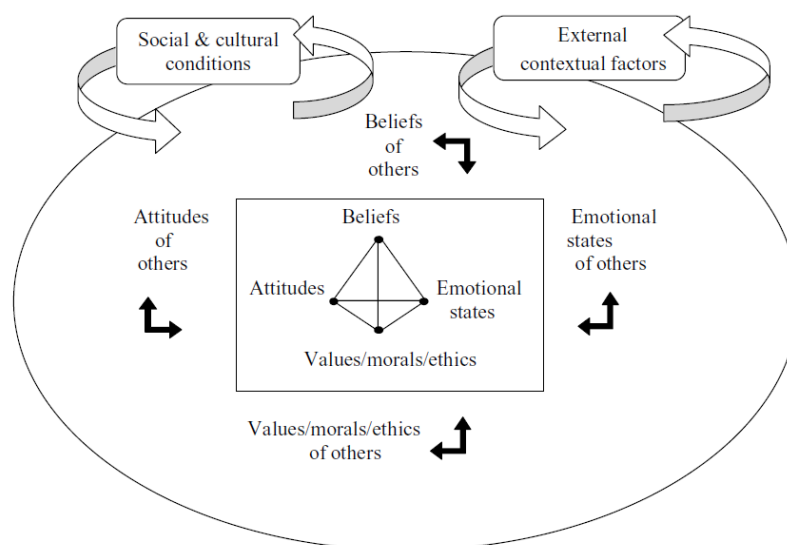 Social & cultural
conditions
External
contextual factors
Beliefs
of
others
Attitudes
of
others
Emotional
states
of others
Beliefs
Attitudes
Emotional
states
Values/morals/ethics
Values/morals/ethics
of others